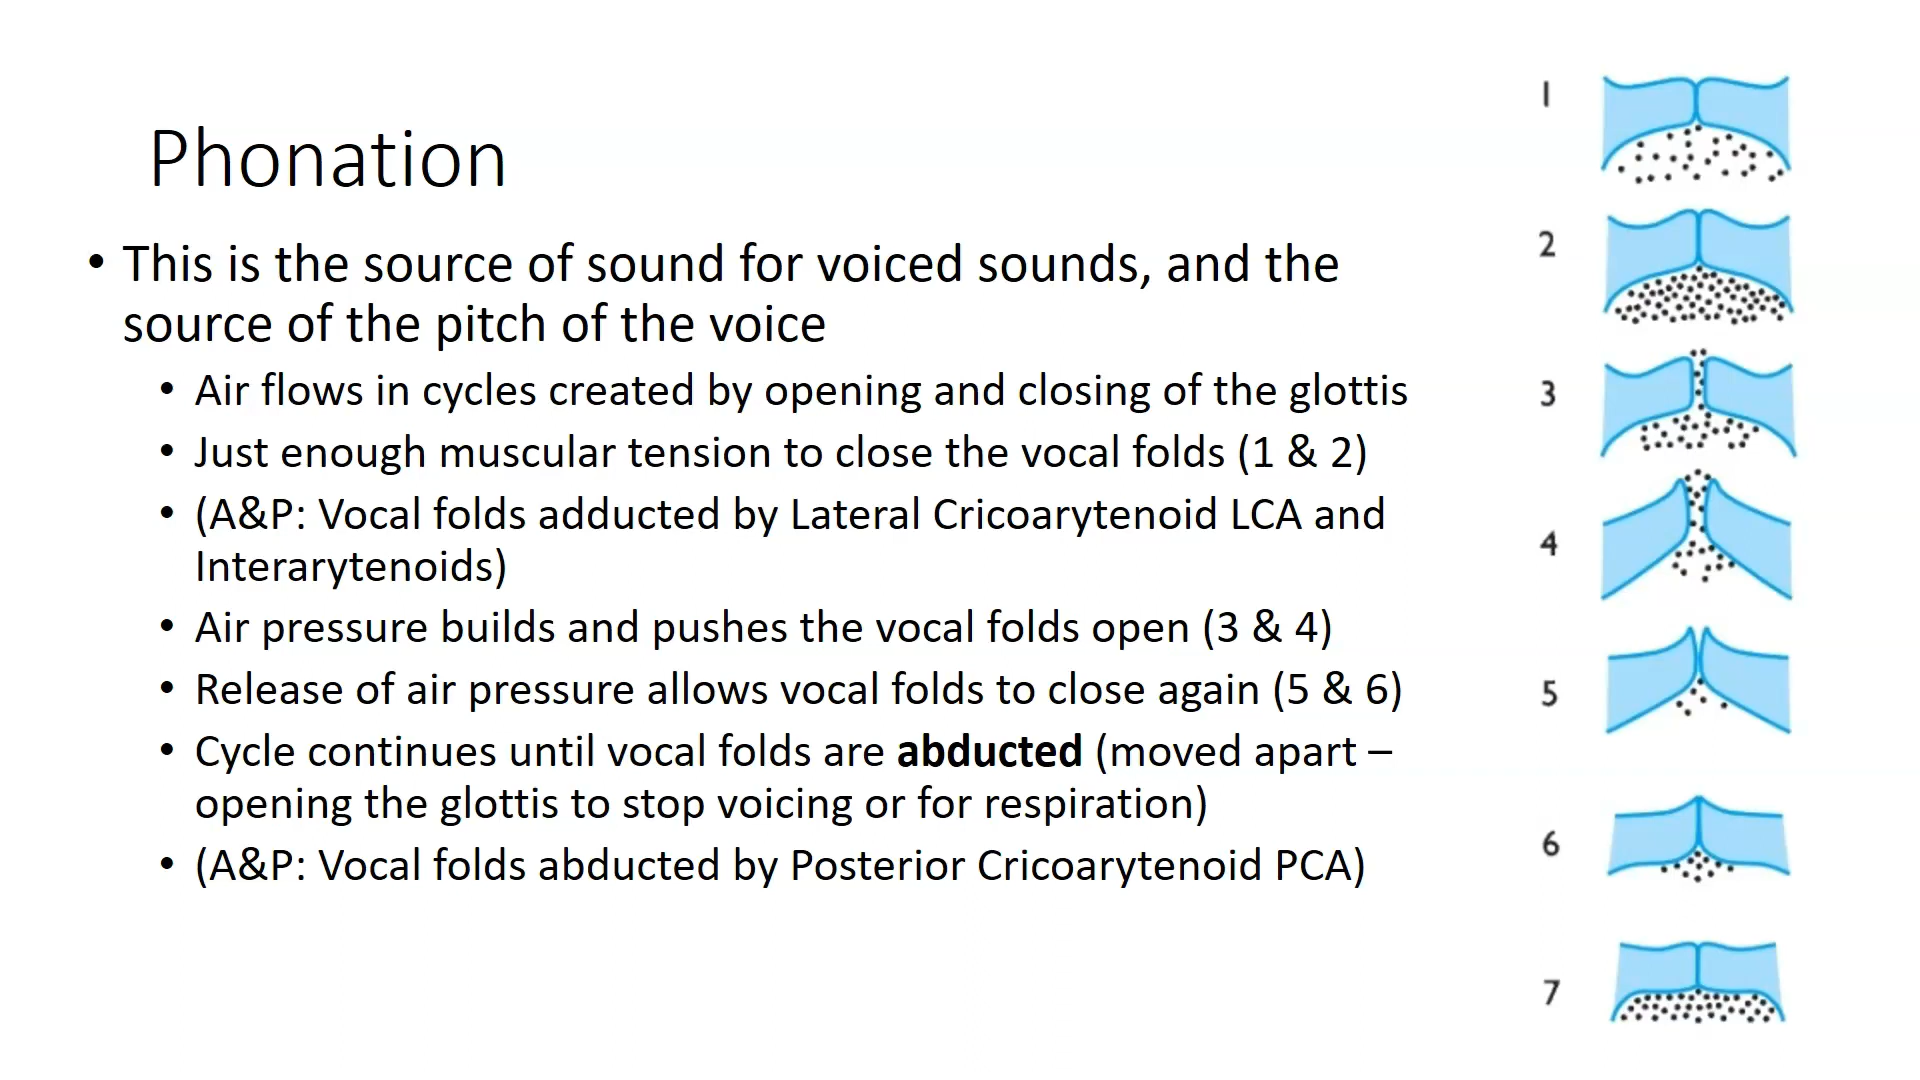 Phonation
• This is the source of sound for voiced sounds, and the
source of the pitch of the voice
• Air flows in cycles created by opening and closing of the glottis
• Just enough muscular tension to close the vocal folds (1 & 2)
• (A&P: Vocal folds adducted by Lateral Cricoarytenoid LCA and
Interarytenoids)
• Air pressure builds and pushes the vocal folds open (3 & 4)
• Release of air pressure allows vocal folds to close again (5 & 6)
• Cycle continues until vocal folds are abducted (moved apart –
opening the glottis to stop voicing or for respiration)
• (A&P: Vocal folds abducted by Posterior Cricoarytenoid PCA)
1
2
3
4
5
6
7